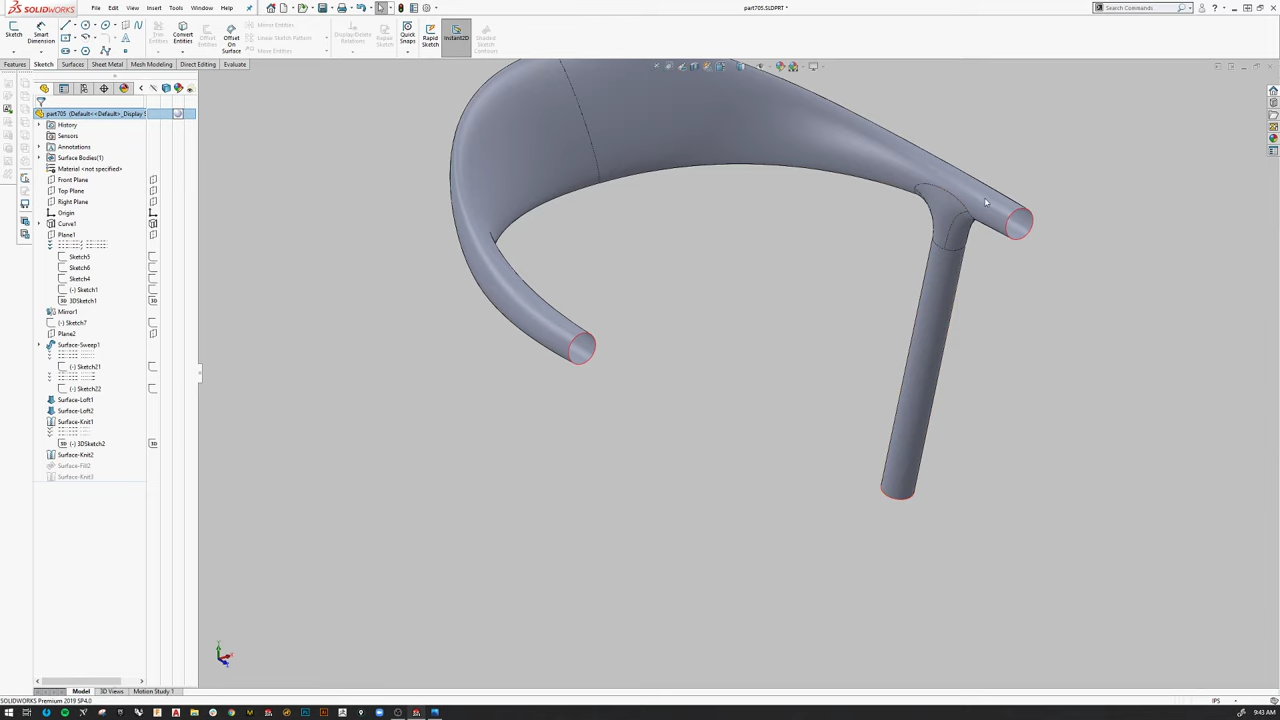 SOLIDWORKS File Edit View Insert Tools Window Help part705.SLDPRT * Search Commands
Sketch Smart Dimension Trim Entities Convert Entities Offset Entities Offset On Surface Mirror Entities Linear Sketch Pattern Move Entities Display/Delete Relations Repair Sketch Quick Snaps Rapid Sketch Instant2D Shaded Sketch Contours
Features Sketch Surfaces Sheet Metal Mesh Modeling Direct Editing Evaluate
part705 (Default<<Default>_Display S
History
Sensors
Annotations
Surface Bodies(1)
Material <not specified>
Front Plane
Top Plane
Right Plane
Origin
Curve1
Plane1
Sketch5
Sketch6
Sketch4
(-) Sketch1
3DSketch1
Mirror1
(-) Sketch7
Plane2
Surface-Sweep1
(-) Sketch21
(-) Sketch22
Surface-Loft1
Surface-Loft2
Surface-Knit1
(-) 3DSketch2
Surface-Knit2
Surface-Fill2
Surface-Knit3
Model 3D Views Motion Study 1
SOLIDWORKS Premium 2019 SP4.0 IPS
9:43 AM